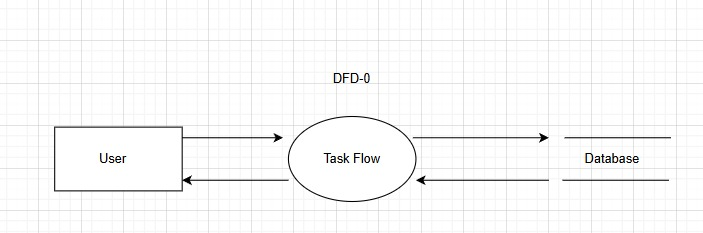 DFD-0
User
Task Flow
Database